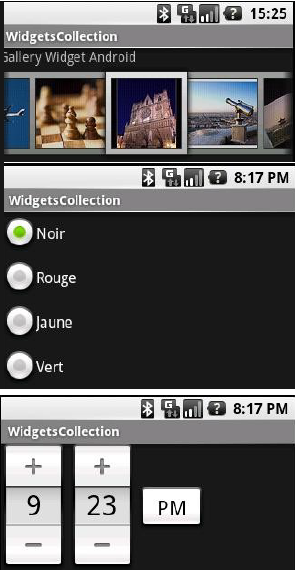 15:25
WidgetsCollection
Gallery Widget Android
8:17 PM
WidgetsCollection
Noir
Rouge
Jaune
Vert
8:17 PM
WidgetsCollection
+ +
9 23 PM
- -